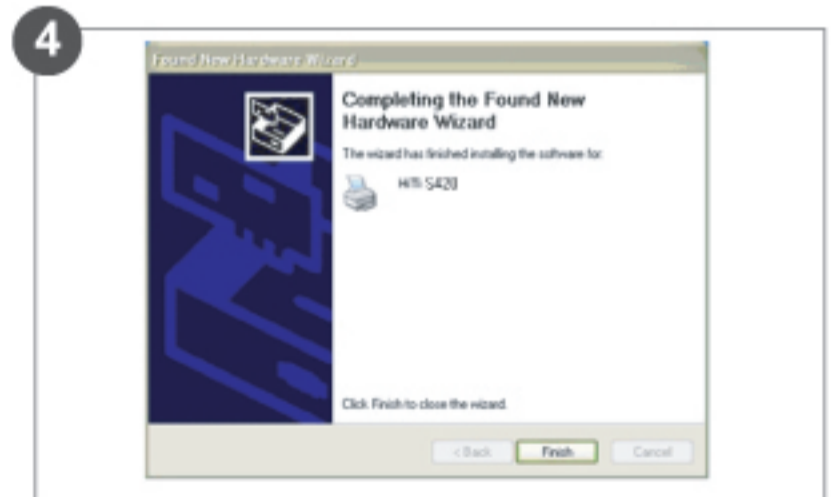 4
Found New Hardware Wizard
Completing the Found New
Hardware Wizard
The wizard has finished installing the software for:
HiTi S420
Click Finish to close the wizard.
< Back Finish Cancel